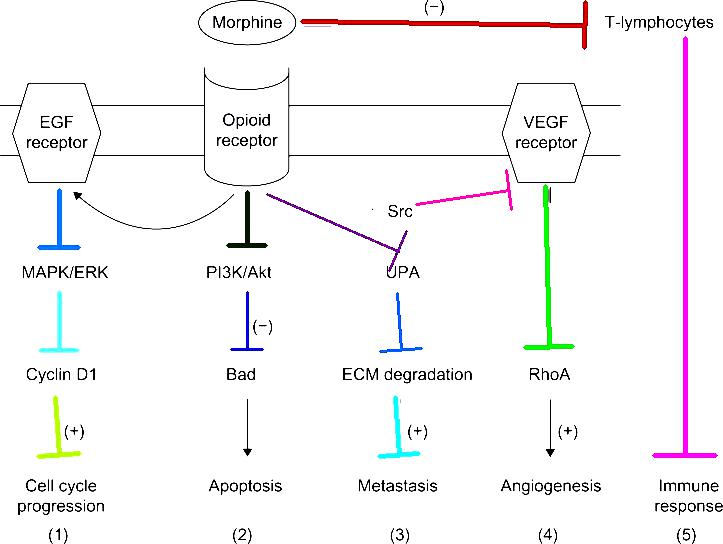 Morphine
(−)
T-lymphocytes
EGF
receptor
Opioid
receptor
VEGF
receptor
Src
MAPK/ERK
PI3K/Akt
UPA
(−)
Cyclin D1
Bad
ECM degradation
RhoA
(+)
(+)
(+)
Cell cycle
progression
Apoptosis
Metastasis
Angiogenesis
Immune
response
(1)
(2)
(3)
(4)
(5)